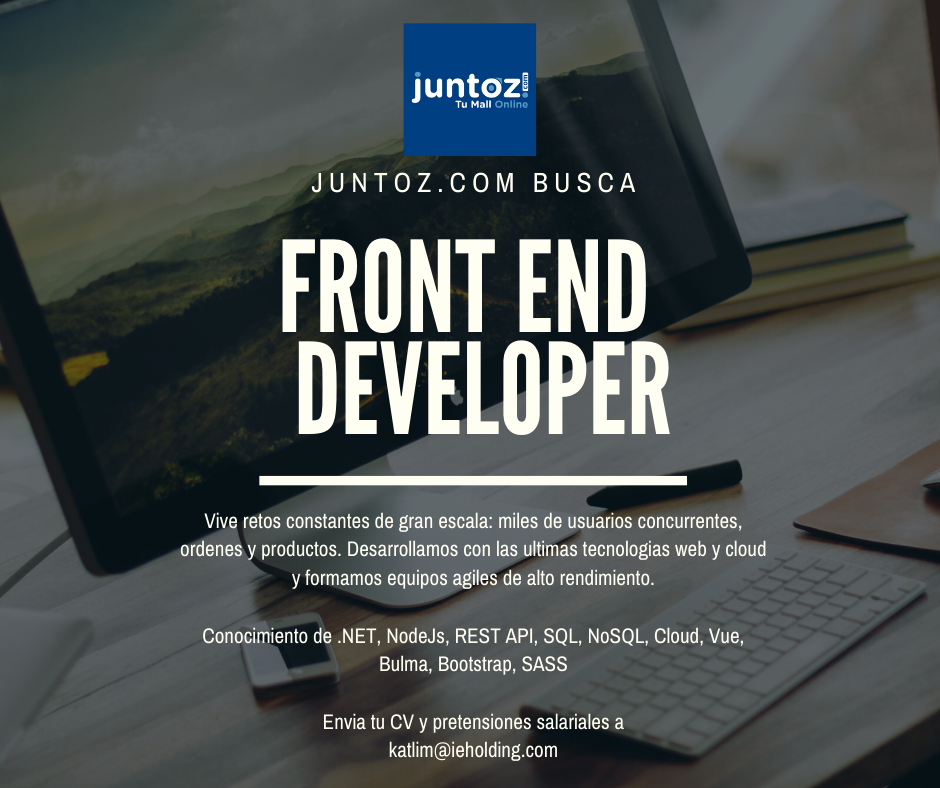 juntoz.com
Tu Mall Online
JUNTOZ.COM BUSCA
FRONT END
DEVELOPER
Vive retos constantes de gran escala: miles de usuarios concurrentes,
ordenes y productos. Desarrollamos con las ultimas tecnologias web y cloud
y formamos equipos agiles de alto rendimiento.
Conocimiento de .NET, NodeJs, REST API, SQL, NoSQL, Cloud, Vue,
Bulma, Bootstrap, SASS
Envia tu CV y pretensiones salariales a
katlim@ieholding.com